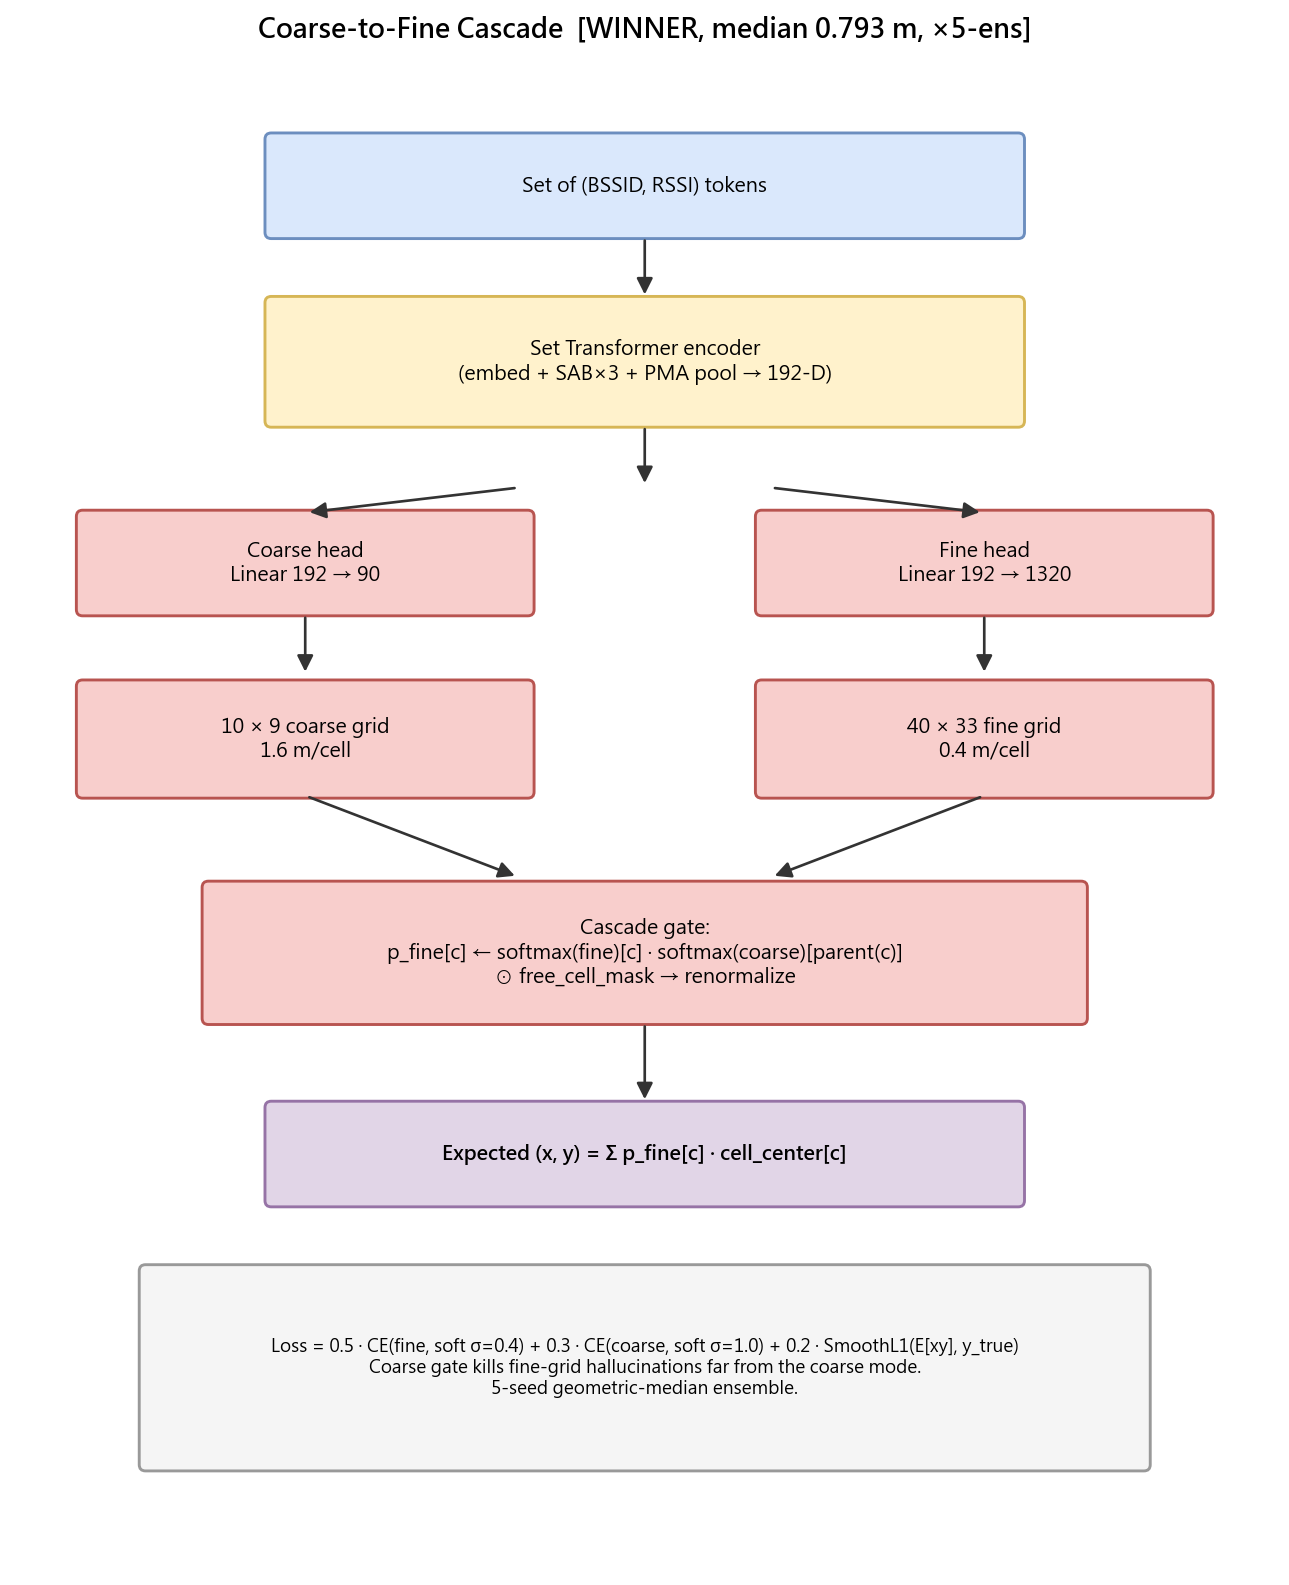 Coarse-to-Fine Cascade  [WINNER, median 0.793 m, ×5-ens]
Set of (BSSID, RSSI) tokens
Set Transformer encoder
(embed + SAB×3 + PMA pool → 192-D)
Coarse head
Linear 192 → 90
Fine head
Linear 192 → 1320
10 × 9 coarse grid
1.6 m/cell
40 × 33 fine grid
0.4 m/cell
Cascade gate:
p_fine[c] ← softmax(fine)[c] · softmax(coarse)[parent(c)]
⊙ free_cell_mask → renormalize
Expected (x, y) = Σ p_fine[c] · cell_center[c]
Loss = 0.5 · CE(fine, soft σ=0.4) + 0.3 · CE(coarse, soft σ=1.0) + 0.2 · SmoothL1(E[xy], y_true)
Coarse gate kills fine-grid hallucinations far from the coarse mode.
5-seed geometric-median ensemble.